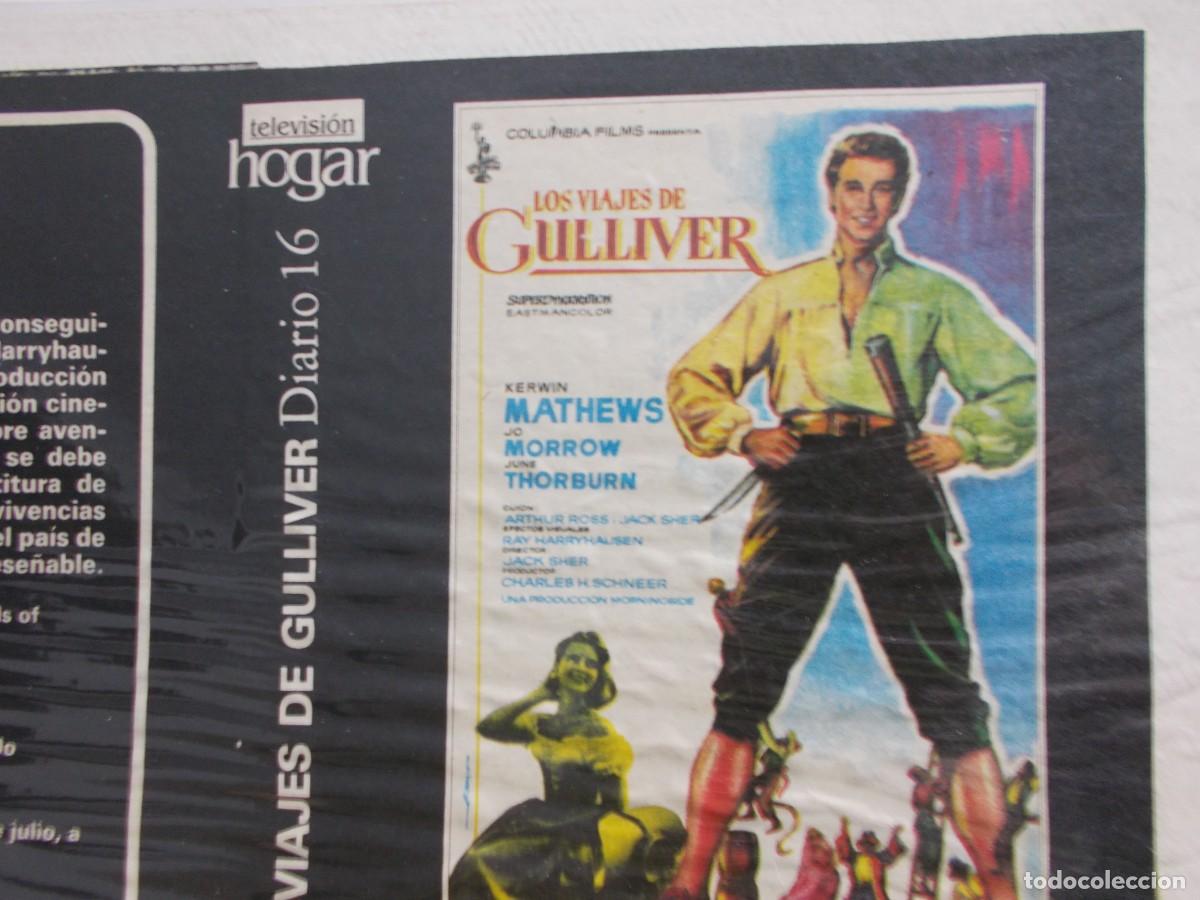 onsegui-
Harryhau-
oducción
ión cine-
bre aven-
se debe
titura de
vivencias
el país de
eseñable.
ds of
do
e julio, a
televisión
hogar
VIAJES DE GULLIVER Diario 16
COLUMBIA FILMS PRESENTA
LOS VIAJES DE
GULLIVER
SUPERDYNAMATION
EASTMANCOLOR
KERWIN
MATHEWS
JO
MORROW
JUNE
THORBURN
GUION
ARTHUR ROSS · JACK SHER
EFECTOS VISUALES
RAY HARRYHAUSEN
DIRECTOR
JACK SHER
PRODUCTOR
CHARLES H. SCHNEER
UNA PRODUCCION MORNINGSIDE
todocoleccion